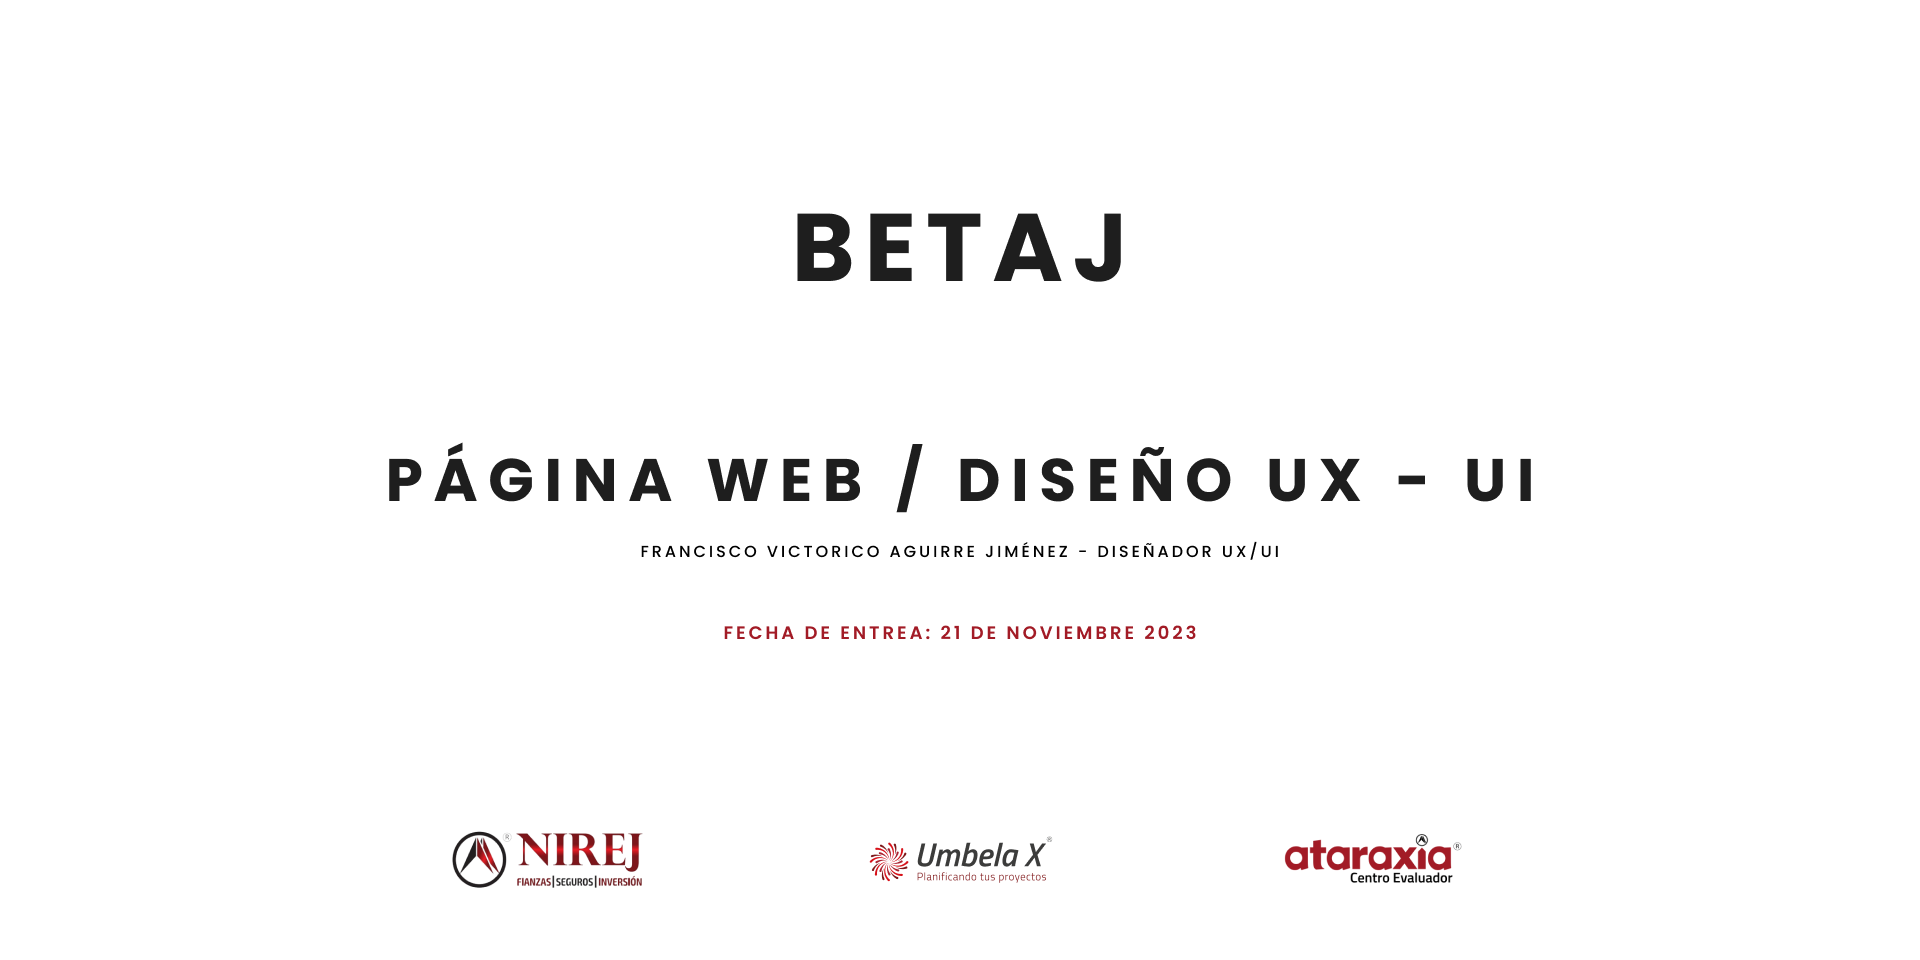 BETAJ
PÁGINA WEB / DISEÑO UX - UI
FRANCISCO VICTORICO AGUIRRE JIMÉNEZ - DISEÑADOR UX/UI
FECHA DE ENTREA: 21 DE NOVIEMBRE 2023
® NIREJ
FIANZAS|SEGUROS|INVERSIÓN
Umbela X ®
Planificando tus proyectos
ataraxia ®
Centro Evaluador